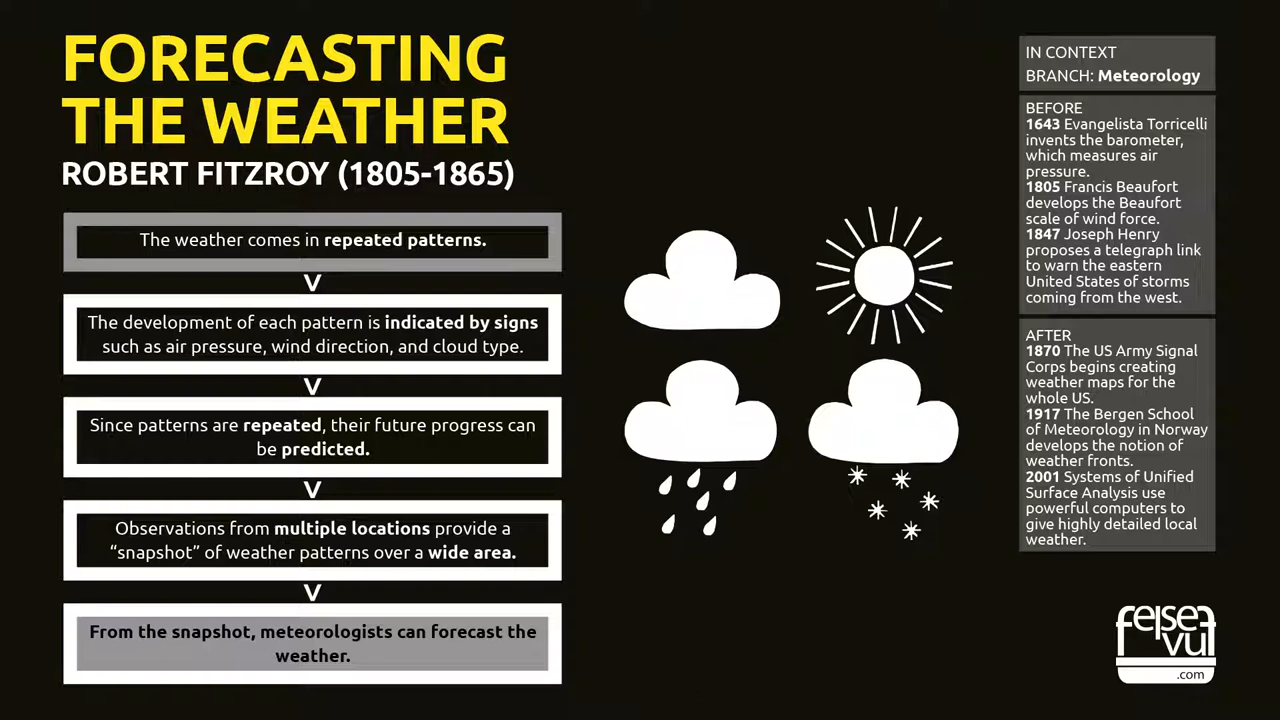 FORECASTING
THE WEATHER
ROBERT FITZROY (1805-1865)
The weather comes in repeated patterns.
V
The development of each pattern is indicated by signs
such as air pressure, wind direction, and cloud type.
V
Since patterns are repeated, their future progress can
be predicted.
V
Observations from multiple locations provide a
“snapshot” of weather patterns over a wide area.
V
From the snapshot, meteorologists can forecast the
weather.
IN CONTEXT
BRANCH: Meteorology
BEFORE
1643 Evangelista Torricelli
invents the barometer,
which measures air
pressure.
1805 Francis Beaufort
develops the Beaufort
scale of wind force.
1847 Joseph Henry
proposes a telegraph link
to warn the eastern
United States of storms
coming from the west.
AFTER
1870 The US Army Signal
Corps begins creating
weather maps for the
whole US.
1917 The Bergen School
of Meteorology in Norway
develops the notion of
weather fronts.
2001 Systems of Unified
Surface Analysis use
powerful computers to
give highly detailed local
weather.
felsef
vuf
.com